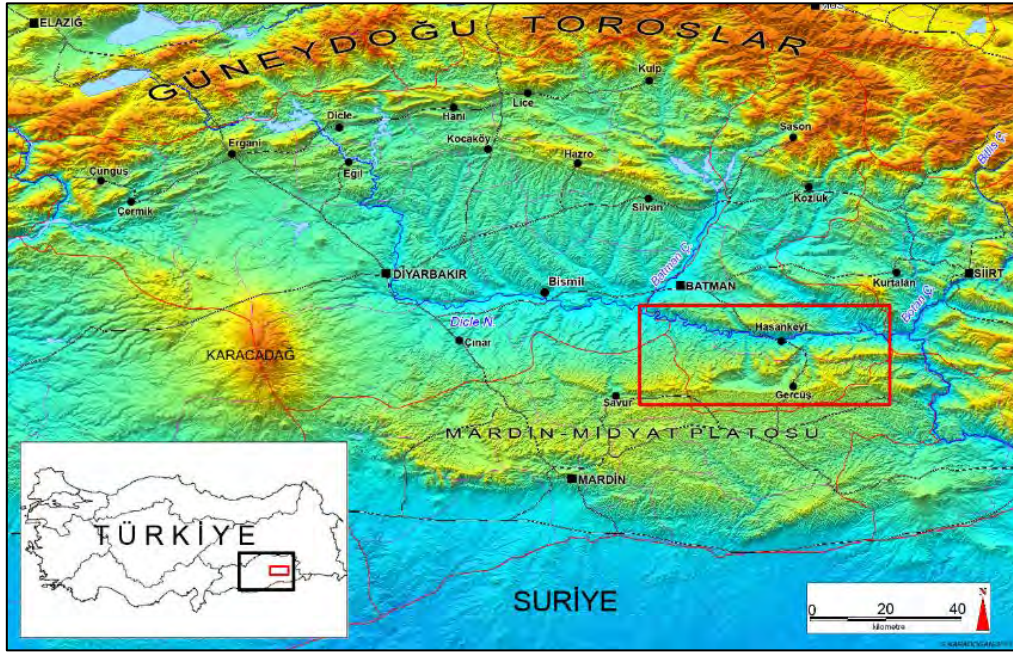 ELAZIĞ
MUŞ
GÜNEYDOĞU TOROSLAR
Kulp
Lice
Hani
Dicle
Sason
Kocaköy
Ergani
Hazro
Eğil
Bitlis Ç.
Çüngüş
Çermik
Silvan
Kozluk
DİYARBAKIR
Batman Ç.
Kurtalan
SİİRT
Bismil
BATMAN
Botan Ç.
Dicle N.
Çınar
Hasankeyf
KARACADAĞ
Gercüş
Savur
MARDİN-MİDYAT PLATOSU
MARDİN
TÜRKİYE
SURİYE
N
0 20 40
kilometre